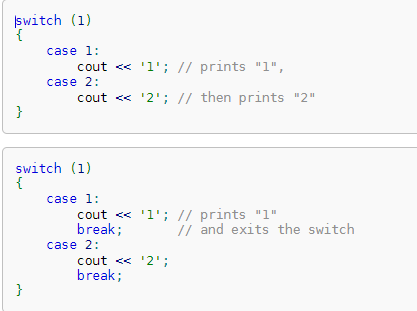 switch (1)
{
    case 1:
        cout << '1'; // prints "1",
    case 2:
        cout << '2'; // then prints "2"
}
switch (1)
{
    case 1:
        cout << '1'; // prints "1"
        break;       // and exits the switch
    case 2:
        cout << '2';
        break;
}